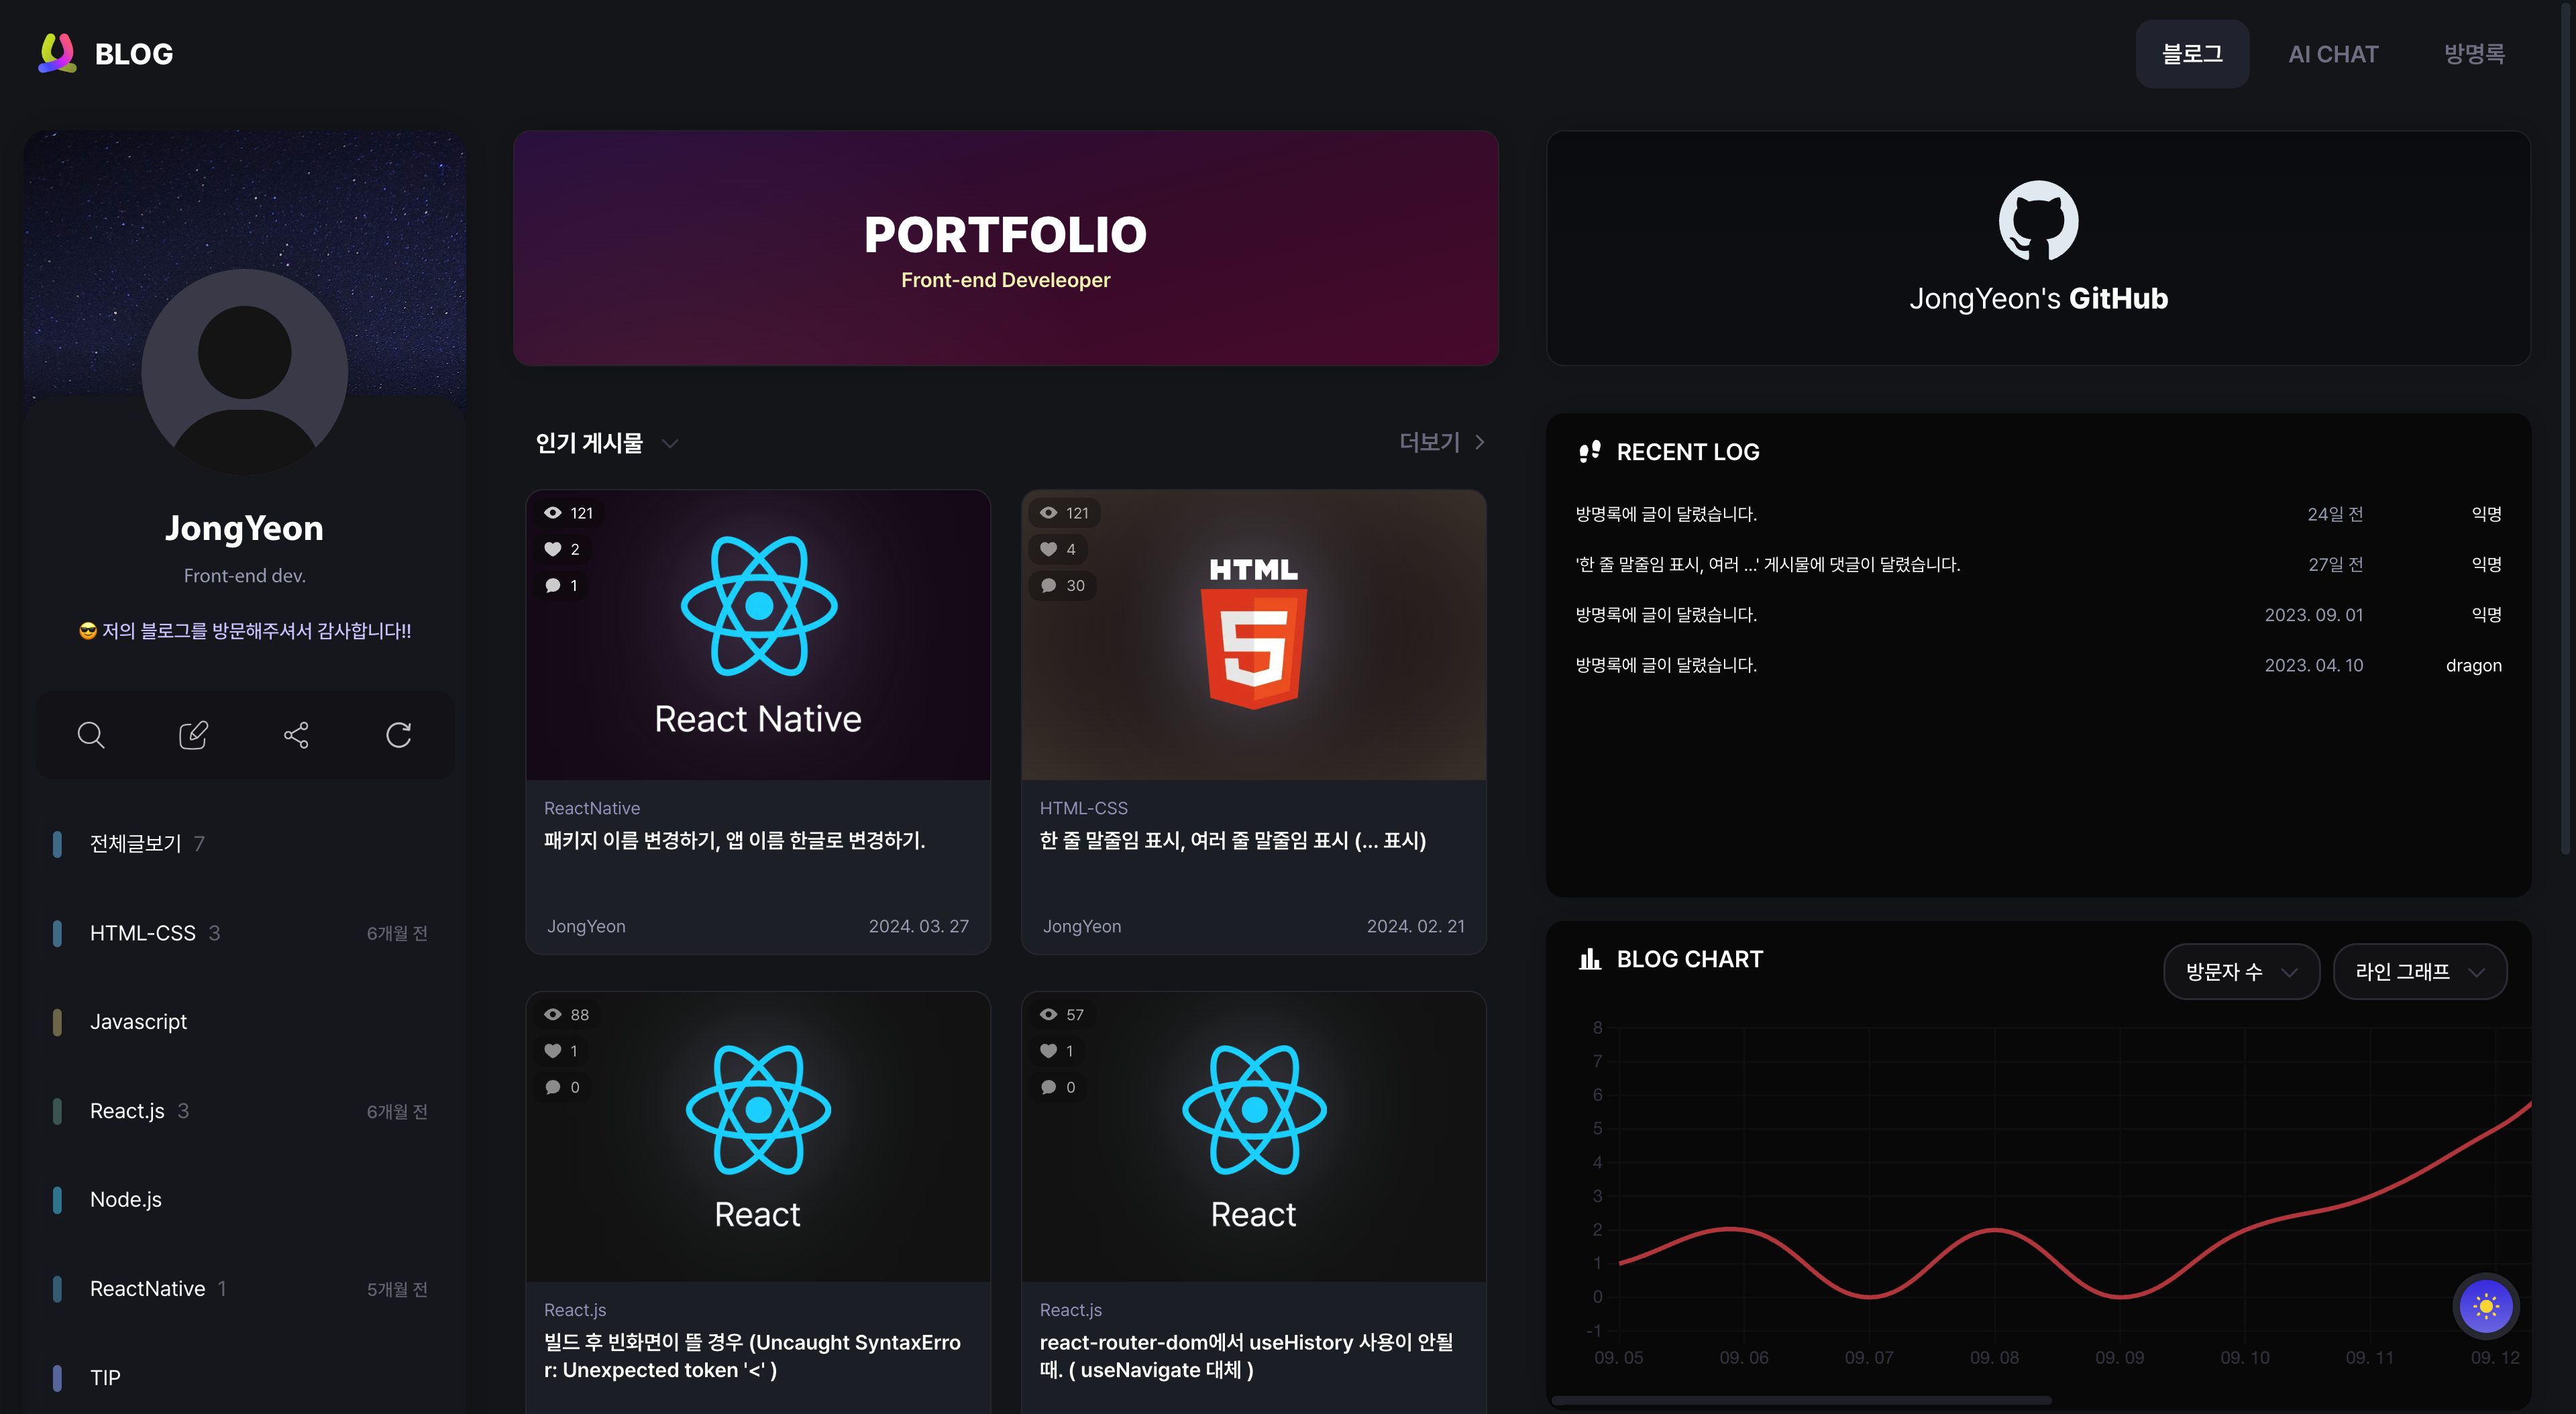 BLOG
블로그
AI CHAT
방명록
JongYeon
Front-end dev.
😎 저의 블로그를 방문해주셔서 감사합니다!!
전체글보기 7
HTML-CSS 3 6개월 전
Javascript
React.js 3 6개월 전
Node.js
ReactNative 1 5개월 전
TIP
PORTFOLIO
Front-end Develeoper
인기 게시물
더보기
121
2
1
React Native
ReactNative
패키지 이름 변경하기, 앱 이름 한글로 변경하기.
JongYeon 2024. 03. 27
121
4
30
HTML
5
HTML-CSS
한 줄 말줄임 표시, 여러 줄 말줄임 표시 (... 표시)
JongYeon 2024. 02. 21
88
1
0
React
React.js
빌드 후 빈화면이 뜰 경우 (Uncaught SyntaxErro
r: Unexpected token '<' )
57
1
0
React
React.js
react-router-dom에서 useHistory 사용이 안될
때. ( useNavigate 대체 )
JongYeon's GitHub
RECENT LOG
방명록에 글이 달렸습니다. 24일 전 익명
'한 줄 말줄임 표시, 여러 ...' 게시물에 댓글이 달렸습니다. 27일 전 익명
방명록에 글이 달렸습니다. 2023. 09. 01 익명
방명록에 글이 달렸습니다. 2023. 04. 10 dragon
BLOG CHART
방문자 수
라인 그래프
8
7
6
5
4
3
2
1
0
-1
09. 05 09. 06 09. 07 09. 08 09. 09 09. 10 09. 11 09. 12